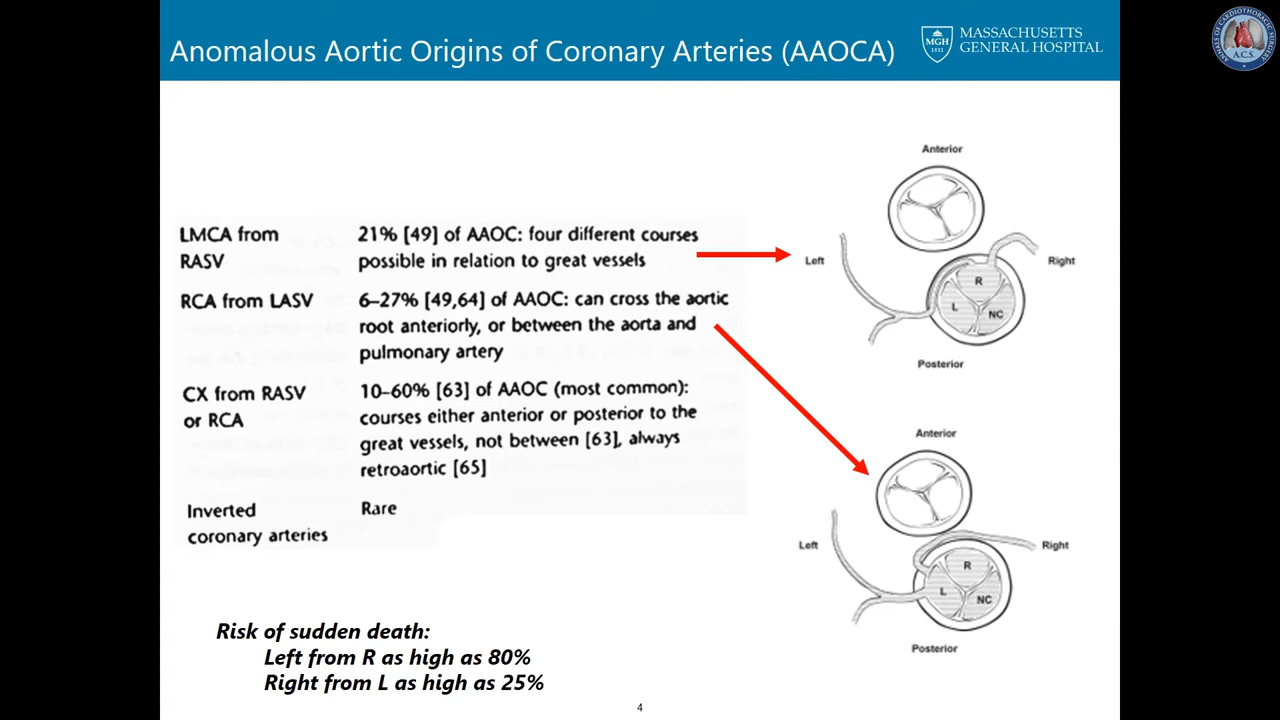 Anomalous Aortic Origins of Coronary Arteries (AAOCA)
MGH
1811
MASSACHUSETTS
GENERAL HOSPITAL
ANNALS OF CARDIOTHORACIC SURGERY
A.C.S.
LMCA from
RASV
21% [49] of AAOC: four different courses
possible in relation to great vessels
RCA from LASV
6–27% [49,64] of AAOC: can cross the aortic
root anteriorly, or between the aorta and
pulmonary artery
CX from RASV
or RCA
10–60% [63] of AAOC (most common):
courses either anterior or posterior to the
great vessels, not between [63], always
retroaortic [65]
Inverted
coronary arteries
Rare
Anterior
Left
Right
R
L
NC
Posterior
Anterior
Left
Right
R
L
NC
Posterior
Risk of sudden death:
Left from R as high as 80%
Right from L as high as 25%
4